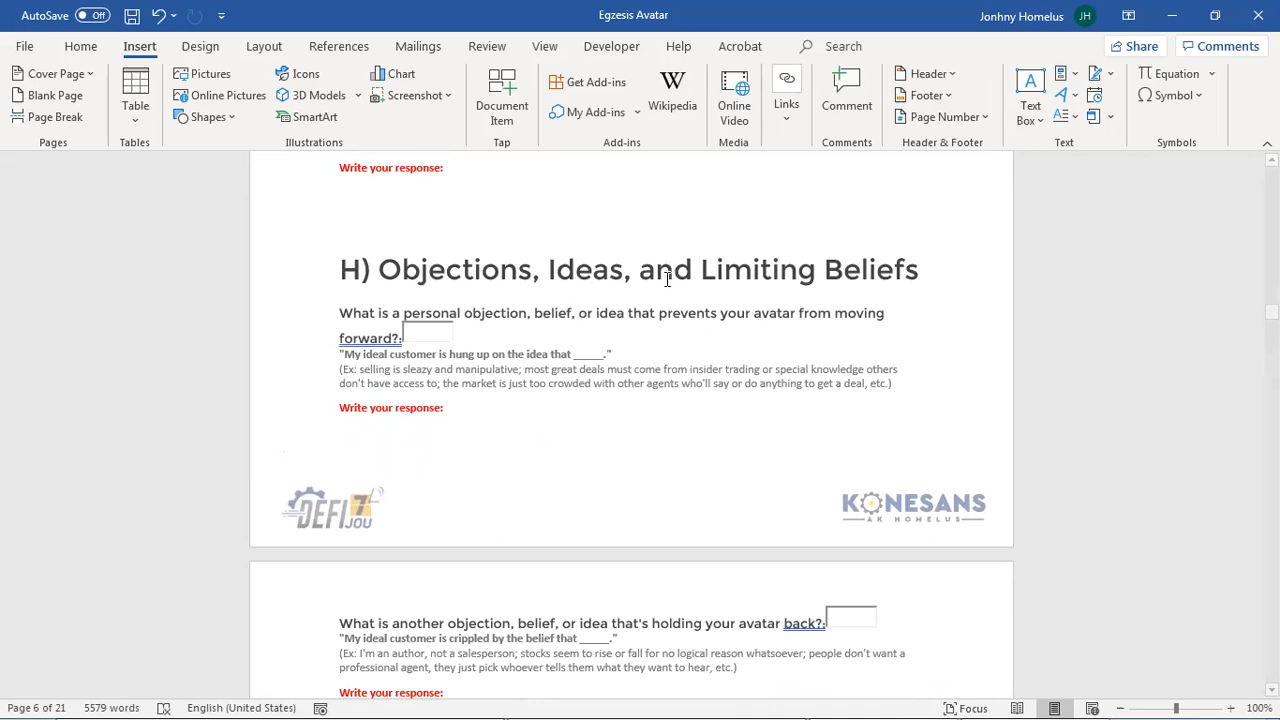 AutoSave Off Egzesis Avatar Jonhny Homelus JH
File Home Insert Design Layout References Mailings Review View Developer Help Acrobat Search Share Comments
Cover Page Pictures Icons Chart Get Add-ins Header Equation
Blank Page Online Pictures 3D Models Screenshot My Add-ins Footer Symbol
Page Break Shapes SmartArt Page Number
Table Document Item Wikipedia Online Video Links Comment Text Box
Pages Tables Illustrations Tap Add-ins Media Comments Header & Footer Text Symbols
Write your response:
H) Objections, Ideas, and Limiting Beliefs
What is a personal objection, belief, or idea that prevents your avatar from moving
forward?:
"My ideal customer is hung up on the idea that _____."
(Ex: selling is sleazy and manipulative; most great deals must come from insider trading or special knowledge others
don't have access to; the market is just too crowded with other agents who'll say or do anything to get a deal, etc.)
Write your response:
DEFI 7 JOU
KONESANS
AK HOMELUS
What is another objection, belief, or idea that's holding your avatar back?:
"My ideal customer is crippled by the belief that _____."
(Ex: I'm an author, not a salesperson; stocks seem to rise or fall for no logical reason whatsoever; people don't want a
professional agent, they just pick whoever tells them what they want to hear, etc.)
Write your response:
Page 6 of 21 5579 words English (United States) Focus 100%